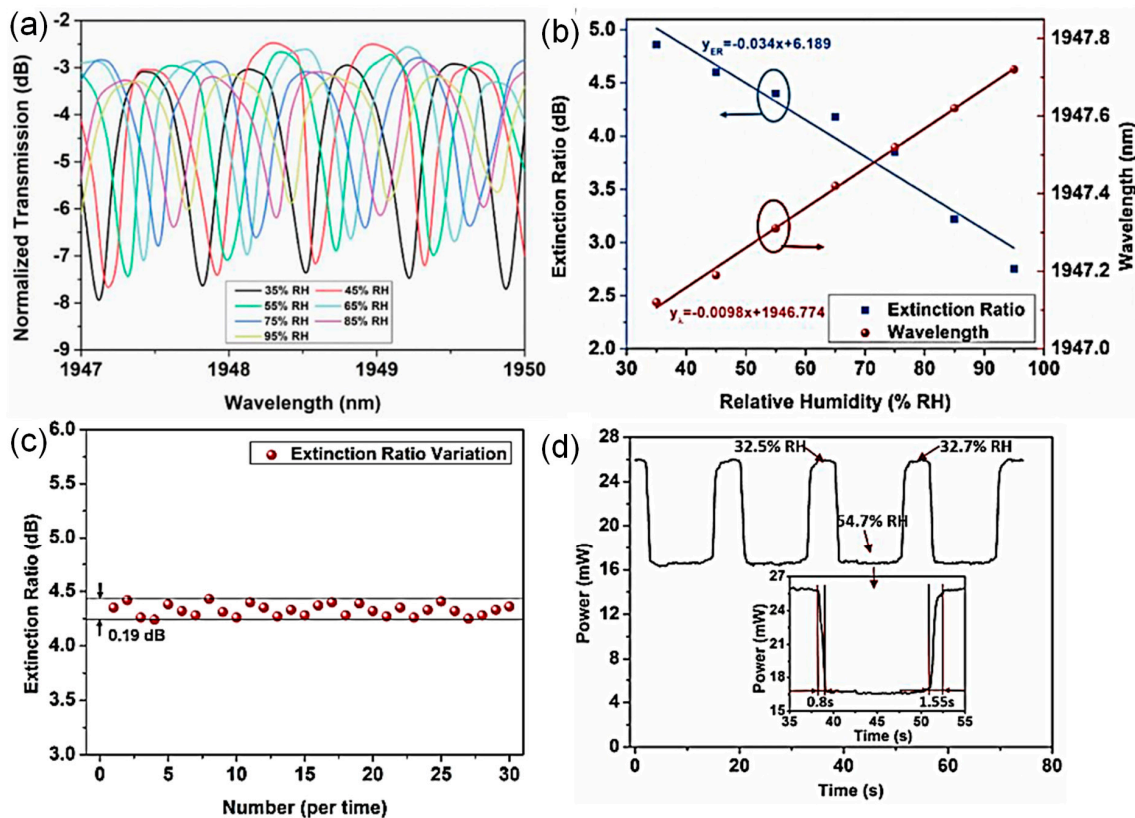 (a)
-2
-3
-4
-5
-6
-7
-8
-9
Normalized Transmission (dB)
35% RH 45% RH
55% RH 65% RH
75% RH 85% RH
95% RH
1947 1948 1949 1950
Wavelength (nm)
(b)
5.0
4.5
4.0
3.5
3.0
2.5
2.0
Extinction Ratio (dB)
y_ER=-0.034x+6.189
y_λ=-0.0098x+1946.774
Extinction Ratio
Wavelength
1947.8
1947.6
1947.4
1947.2
1947.0
Wavelength (nm)
30 40 50 60 70 80 90 100
Relative Humidity (% RH)
(c)
6.0
5.5
5.0
4.5
4.0
3.5
3.0
Extinction Ratio (dB)
Extinction Ratio Variation
0.19 dB
0 5 10 15 20 25 30
Number (per time)
(d)
28
24
20
16
12
8
4
0
Power (mW)
32.5% RH 32.7% RH
54.7% RH
27
23
19
15
Power (mW)
0.8s 1.55s
35 40 45 50 55
Time (s)
0 20 40 60 80
Time (s)